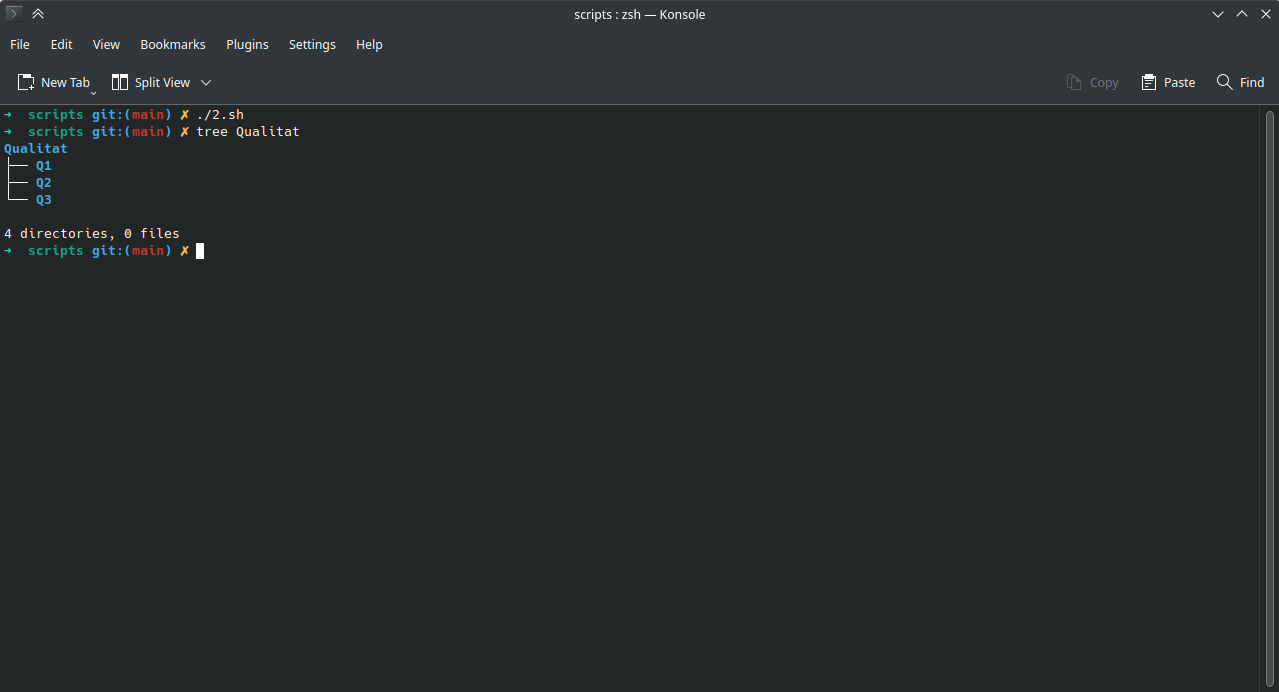 scripts : zsh — Konsole
File Edit View Bookmarks Plugins Settings Help
New Tab Split View Copy Paste Find
➜  scripts git:(main) ✗ ./2.sh
➜  scripts git:(main) ✗ tree Qualitat
Qualitat
├── Q1
├── Q2
└── Q3
4 directories, 0 files
➜  scripts git:(main) ✗